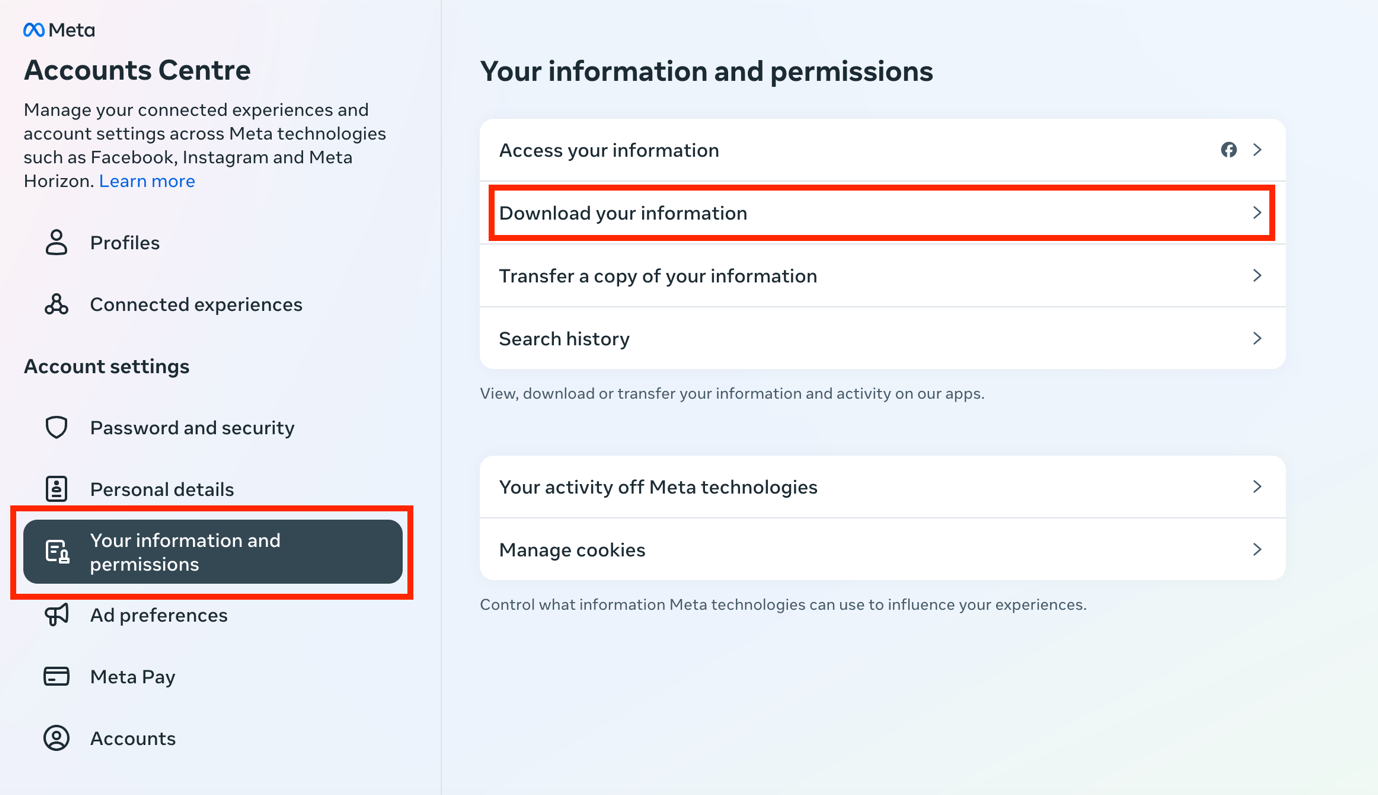 Meta
Accounts Centre
Manage your connected experiences and
account settings across Meta technologies
such as Facebook, Instagram and Meta
Horizon. Learn more
Profiles
Connected experiences
Account settings
Password and security
Personal details
Your information and
permissions
Ad preferences
Meta Pay
Accounts
Your information and permissions
Access your information
Download your information
Transfer a copy of your information
Search history
View, download or transfer your information and activity on our apps.
Your activity off Meta technologies
Manage cookies
Control what information Meta technologies can use to influence your experiences.